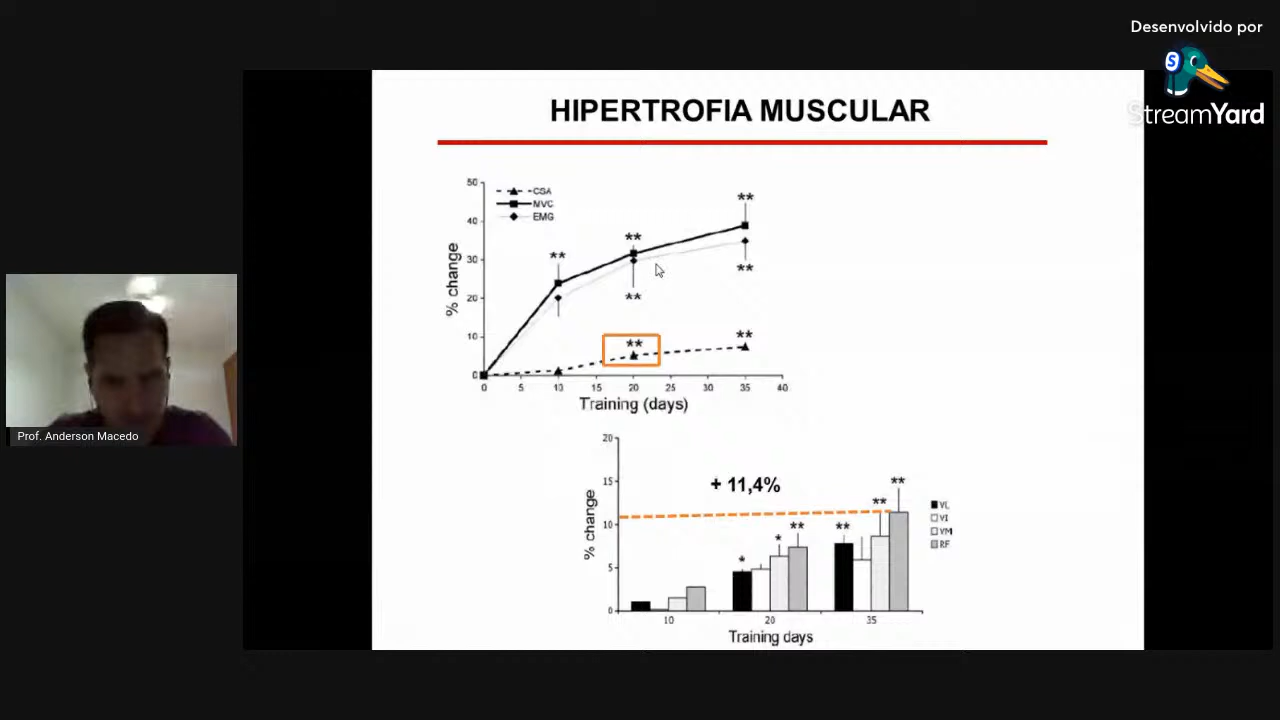 Desenvolvido por
S
StreamYard
HIPERTROFIA MUSCULAR
50
40
30
20
10
0
% change
CSA
MVC
EMG
**
**
**
**
**
**
**
0 5 10 15 20 25 30 35 40
Training (days)
Prof. Anderson Macedo
20
15
10
5
0
% change
+ 11,4%
*
*
**
**
**
**
VL
VI
VM
RF
10 20 35
Training days